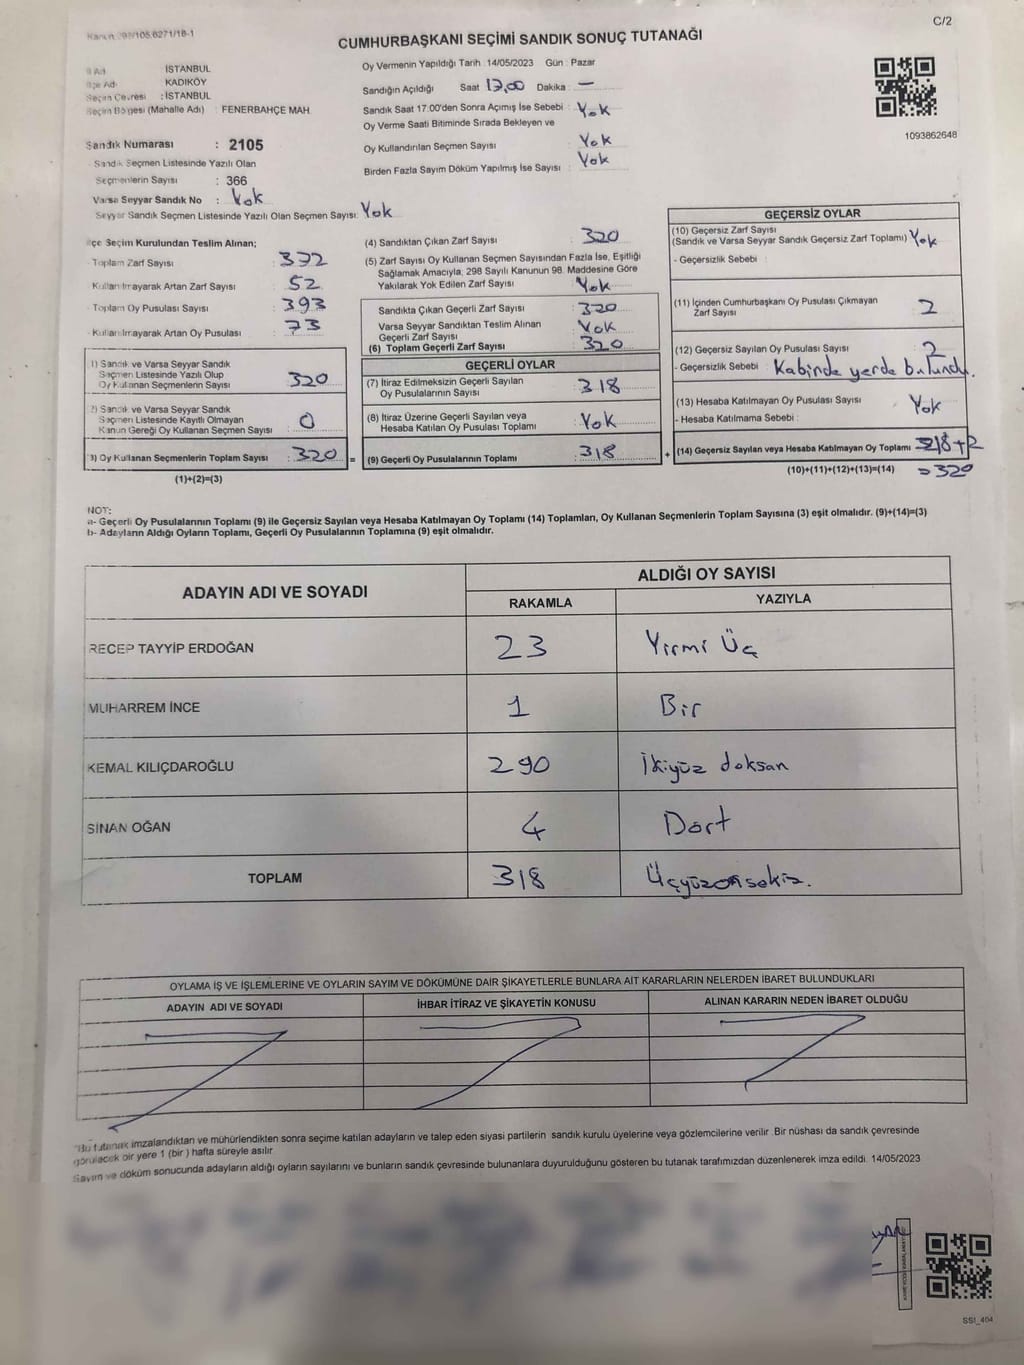 C/2
Kanun 298/105.6271/18-1
CUMHURBAŞKANI SEÇİMİ SANDIK SONUÇ TUTANAĞI
İl Adı İSTANBUL
İlçe Adı KADIKÖY
Seçim Çevresi : İSTANBUL
Seçim Bölgesi (Mahalle Adı) : FENERBAHÇE MAH.
Sandık Numarası : 2105
Sandık Seçmen Listesinde Yazılı Olan
Seçmenlerin Sayısı : 366
Varsa Seyyar Sandık No : Yok
Seyyar Sandık Seçmen Listesinde Yazılı Olan Seçmen Sayısı: Yok
Oy Vermenin Yapıldığı Tarih : 14/05/2023 Gün : Pazar
Sandığın Açıldığı Saat 17,00 Dakika : —
Sandık Saat 17.00'den Sonra Açımış İse Sebebi : Yok
Oy Verme Saati Bitiminde Sırada Bekleyen ve
Oy Kullandırılan Seçmen Sayısı : Yok
Birden Fazla Sayım Döküm Yapılmış İse Sayısı : Yok
1093862648
İlçe Seçim Kurulundan Teslim Alınan;
Toplam Zarf Sayısı : 372
Kullanılmayarak Artan Zarf Sayısı : 52
Toplam Oy Pusulası Sayısı : 393
Kullanılmayarak Artan Oy Pusulası : 73
1) Sandık ve Varsa Seyyar Sandık
Seçmen Listesinde Yazılı Olup
Oy Kullanan Seçmenlerin Sayısı : 320
2) Sandık ve Varsa Seyyar Sandık
Seçmen Listesinde Kayıtlı Olmayan
Kanun Gereği Oy Kullanan Seçmen Sayısı : 0
3) Oy Kullanan Seçmenlerin Toplam Sayısı : 320 =
(1)+(2)=(3)
(4) Sandıktan Çıkan Zarf Sayısı : 320
(5) Zarf Sayısı Oy Kullanan Seçmen Sayısından Fazla İse, Eşitliği
Sağlamak Amacıyla, 298 Sayılı Kanunun 98. Maddesine Göre
Yakılarak Yok Edilen Zarf Sayısı : Yok
Sandıkta Çıkan Geçerli Zarf Sayısı : 320
Varsa Seyyar Sandıktan Teslim Alınan
Geçerli Zarf Sayısı : Yok
(6) Toplam Geçerli Zarf Sayısı : 320
GEÇERLİ OYLAR
(7) İtiraz Edilmeksizin Geçerli Sayılan
Oy Pusulalarının Sayısı : 318
(8) İtiraz Üzerine Geçerli Sayılan veya
Hesaba Katılan Oy Pusulası Toplamı : Yok
(9) Geçerli Oy Pusulalarının Toplamı : 318 +
GEÇERSİZ OYLAR
(10) Geçersiz Zarf Sayısı
(Sandık ve Varsa Seyyar Sandık Geçersiz Zarf Toplamı) Yok
- Geçersizlik Sebebi :
(11) İçinden Cumhurbaşkanı Oy Pusulası Çıkmayan
Zarf Sayısı 2
(12) Geçersiz Sayılan Oy Pusulası Sayısı : 2
- Geçersizlik Sebebi : Kabinde yerde bulundu.
(13) Hesaba Katılmayan Oy Pusulası Sayısı : Yok
- Hesaba Katılmama Sebebi :
(14) Geçersiz Sayılan veya Hesaba Katılmayan Oy Toplamı : 318+2
(10)+(11)+(12)+(13)=(14) =320
NOT:
a- Geçerli Oy Pusulalarının Toplamı (9) ile Geçersiz Sayılan veya Hesaba Katılmayan Oy Toplamı (14) Toplamları, Oy Kullanan Seçmenlerin Toplam Sayısına (3) eşit olmalıdır. (9)+(14)=(3)
b- Adayların Aldığı Oyların Toplamı, Geçerli Oy Pusulalarının Toplamına (9) eşit olmalıdır.
ADAYIN ADI VE SOYADI
ALDIĞI OY SAYISI
RAKAMLA YAZIYLA
RECEP TAYYİP ERDOĞAN 23 Yirmi Üç
MUHARREM İNCE 1 Bir
KEMAL KILIÇDAROĞLU 290 İkiyüz doksan
SİNAN OĞAN 4 Dört
TOPLAM 318 Üçyüzonsekiz.
OYLAMA İŞ VE İŞLEMLERİNE VE OYLARIN SAYIM VE DÖKÜMÜNE DAİR ŞİKAYETLERLE BUNLARA AİT KARARLARIN NELERDEN İBARET BULUNDUKLARI
ADAYIN ADI VE SOYADI İHBAR İTİRAZ VE ŞİKAYETİN KONUSU ALINAN KARARIN NEDEN İBARET OLDUĞU
"Bu tutanak imzalandıktan ve mühürlendikten sonra seçime katılan adayların ve talep eden siyasi partilerin sandık kurulu üyelerine veya gözlemcilerine verilir. Bir nüshası da sandık çevresinde
görülecek bir yere 1 (bir ) hafta süreyle asılır.
Sayım ve döküm sonucunda adayların aldığı oyların sayılarını ve bunların sandık çevresinde bulunanlara duyurulduğunu gösteren bu tutanak tarafımızdan düzenlenerek imza edildi. 14/05/2023
SSI_404